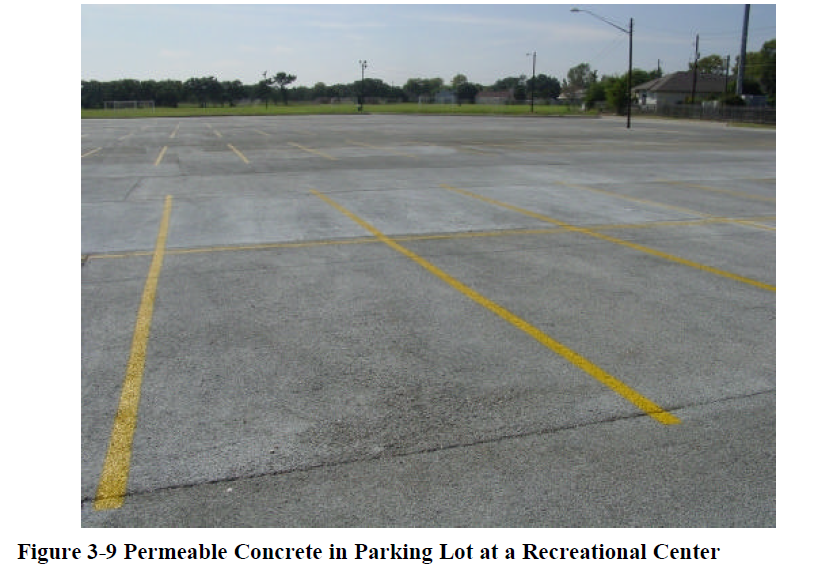 Figure 3-9 Permeable Concrete in Parking Lot at a Recreational Center